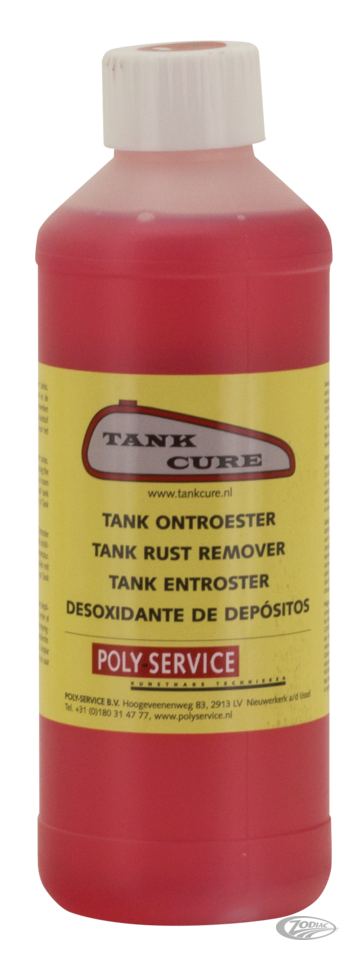 TANK
CURE
www.tankcure.nl
TANK ONTROESTER
TANK RUST REMOVER
TANK ENTROSTER
DESOXIDANTE DE DEPÓSITOS
POLY-SERVICE
KUNSTHARS TECHNIEKEN
POLY-SERVICE B.V. Hoogeveenenweg 83, 2913 LV Nieuwerkerk a/d IJssel
Tel. +31 (0)180 31 47 77, www.polyservice.nl
ZODIAC